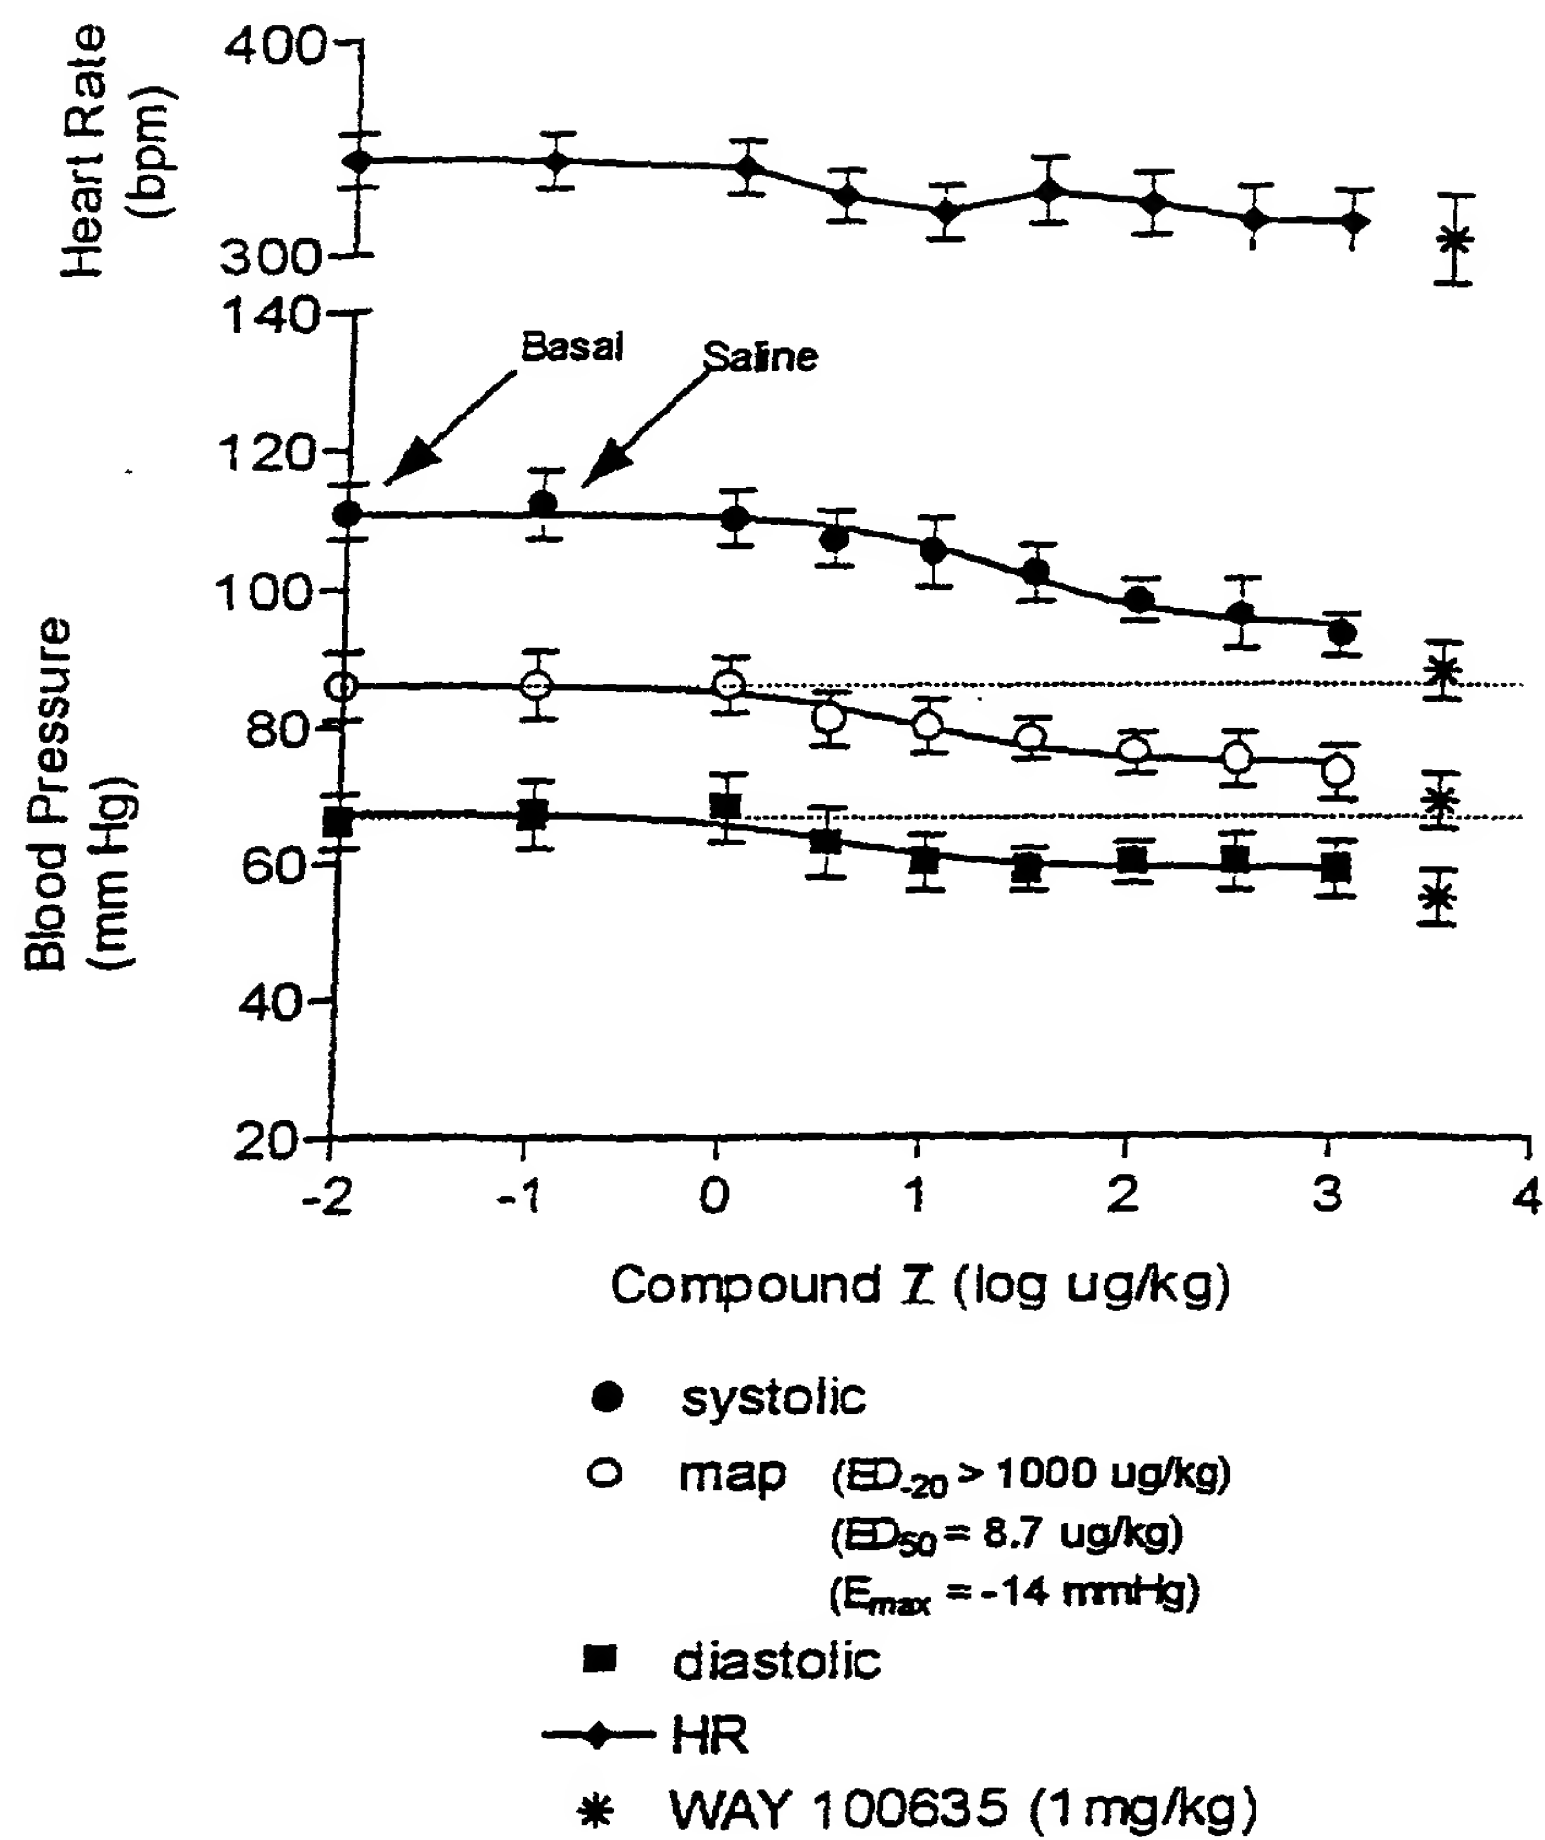 Heart Rate
(bpm)
400
300
140
120
100
80
60
40
20
Basal
Saline
Blood Pressure
(mm Hg)
-2 -1 0 1 2 3 4
Compound I (log ug/kg)
systolic
map (ED-20 > 1000 ug/kg)
(ED50 = 8.7 ug/kg)
(Emax = -14 mmHg)
diastolic
HR
WAY 100635 (1 mg/kg)